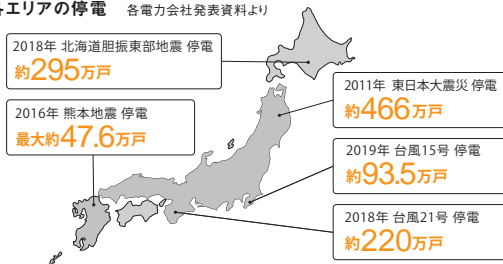 各エリアの停電 各電力会社発表資料より
2018年 北海道胆振東部地震 停電
約295万戸
2016年 熊本地震 停電
最大約47.6万戸
2011年 東日本大震災 停電
約466万戸
2019年 台風15号 停電
約93.5万戸
2018年 台風21号 停電
約220万戸